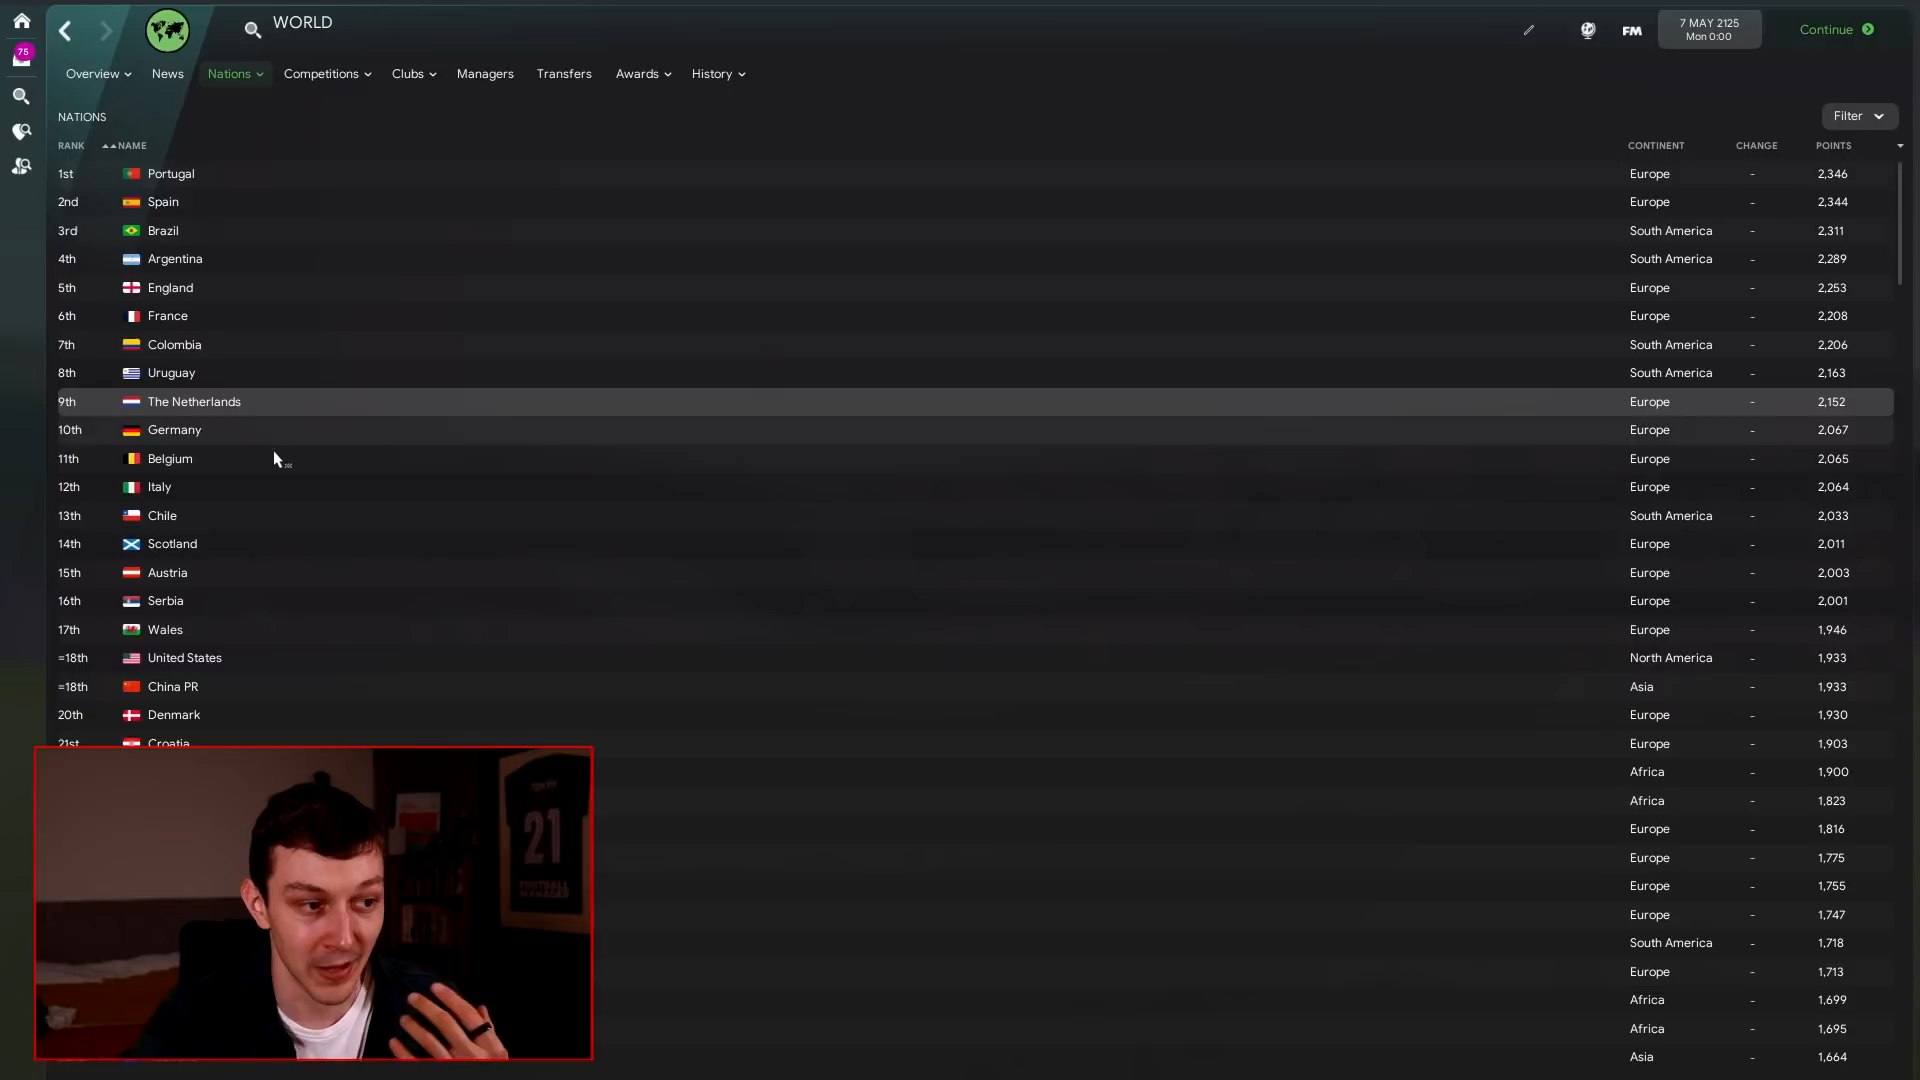 WORLD
FM
7 MAY 2125
Mon 0:00
Continue
75
Overview News Nations Competitions Clubs Managers Transfers Awards History
NATIONS
Filter
RANK NAME CONTINENT CHANGE POINTS
1st Portugal Europe - 2,346
2nd Spain Europe - 2,344
3rd Brazil South America - 2,311
4th Argentina South America - 2,289
5th England Europe - 2,253
6th France Europe - 2,208
7th Colombia South America - 2,206
8th Uruguay South America - 2,163
9th The Netherlands Europe - 2,152
10th Germany Europe - 2,067
11th Belgium Europe - 2,065
12th Italy Europe - 2,064
13th Chile South America - 2,033
14th Scotland Europe - 2,011
15th Austria Europe - 2,003
16th Serbia Europe - 2,001
17th Wales Europe - 1,946
=18th United States North America - 1,933
=18th China PR Asia - 1,933
20th Denmark Europe - 1,930
21st Croatia Europe - 1,903
Africa - 1,900
Africa - 1,823
Europe - 1,816
Europe - 1,775
Europe - 1,755
Europe - 1,747
South America - 1,718
Europe - 1,713
Africa - 1,699
Africa - 1,695
Asia - 1,664
21
FOOTBALL
MANAGER